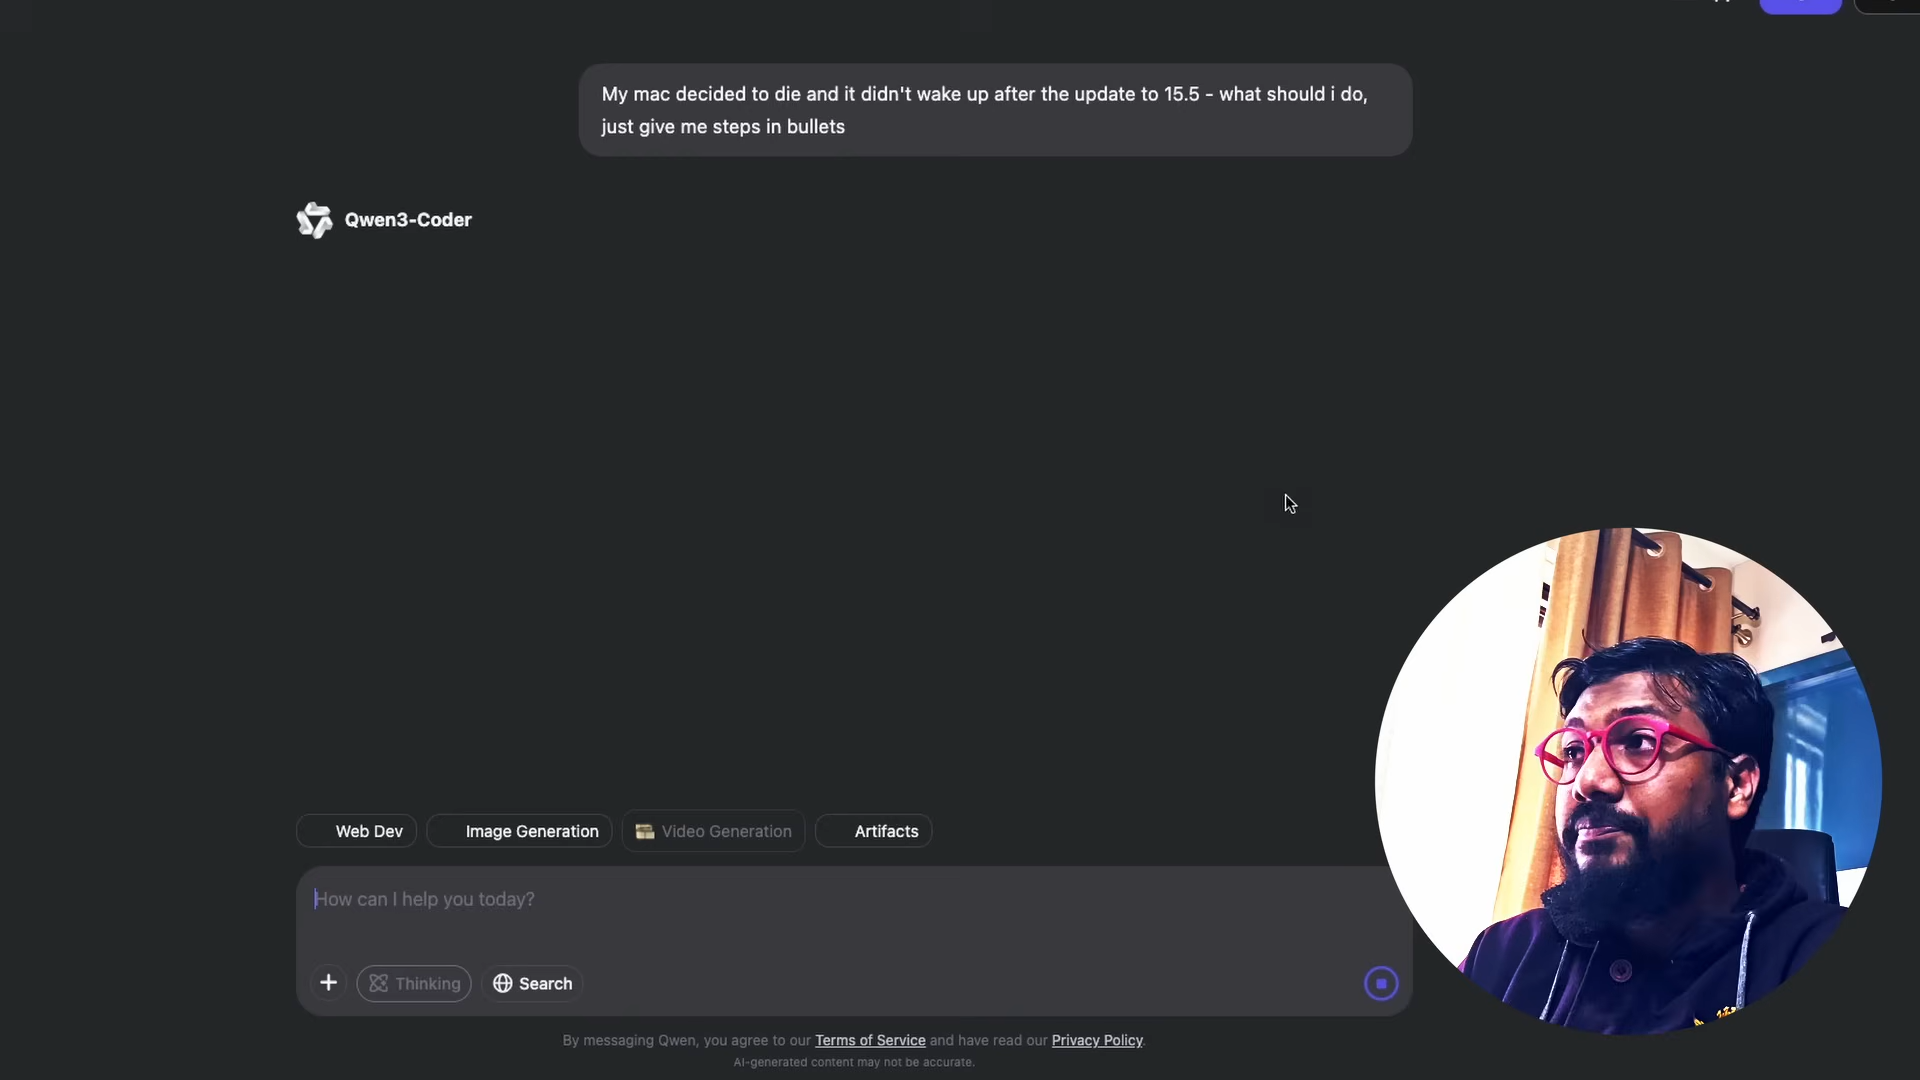 My mac decided to die and it didn't wake up after the update to 15.5 - what should i do,
just give me steps in bullets
Qwen3-Coder
Web Dev
Image Generation
Video Generation
Artifacts
How can I help you today?
Thinking
Search
By messaging Qwen, you agree to our Terms of Service and have read our Privacy Policy.
AI-generated content may not be accurate.